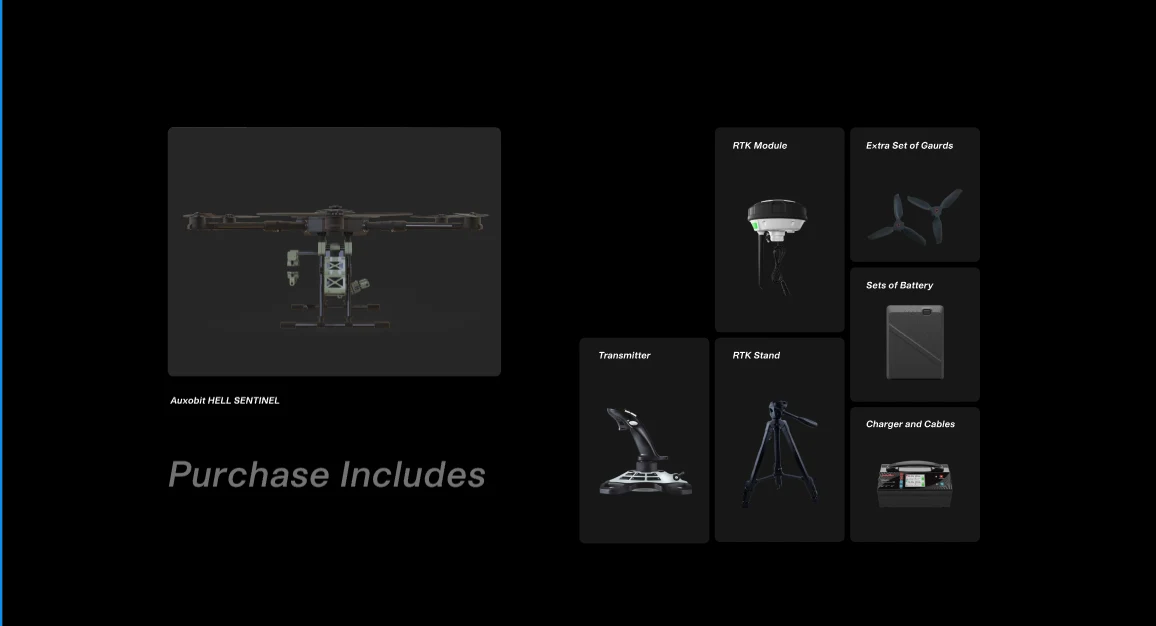 Auxobit HELL SENTINEL
Purchase Includes
RTK Module
Extra Set of Gaurds
Sets of Battery
Transmitter
RTK Stand
Charger and Cables